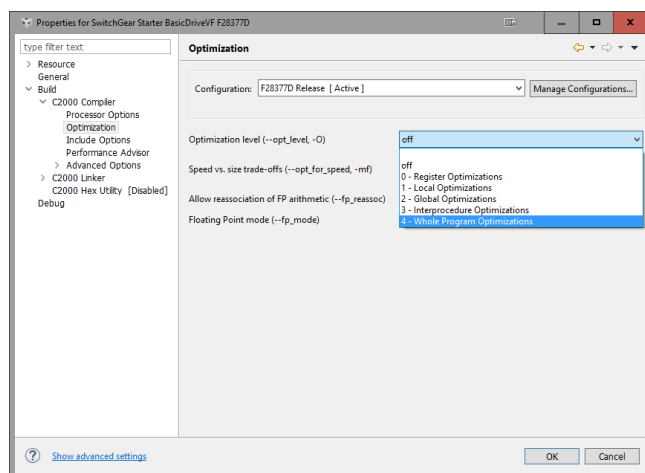 Properties for SwitchGear Starter BasicDriveVF F28377D
type filter text
Resource
General
Build
C2000 Compiler
Processor Options
Optimization
Include Options
Performance Advisor
Advanced Options
C2000 Linker
C2000 Hex Utility [Disabled]
Debug
Optimization
Configuration: F28377D Release [ Active ] Manage Configurations...
Optimization level (--opt_level, -O) off
Speed vs. size trade-offs (--opt_for_speed, -mf)
Allow reassociation of FP arithmetic (--fp_reassoc)
Floating Point mode (--fp_mode)
off
0 - Register Optimizations
1 - Local Optimizations
2 - Global Optimizations
3 - Interprocedure Optimizations
4 - Whole Program Optimizations
Show advanced settings
OK Cancel